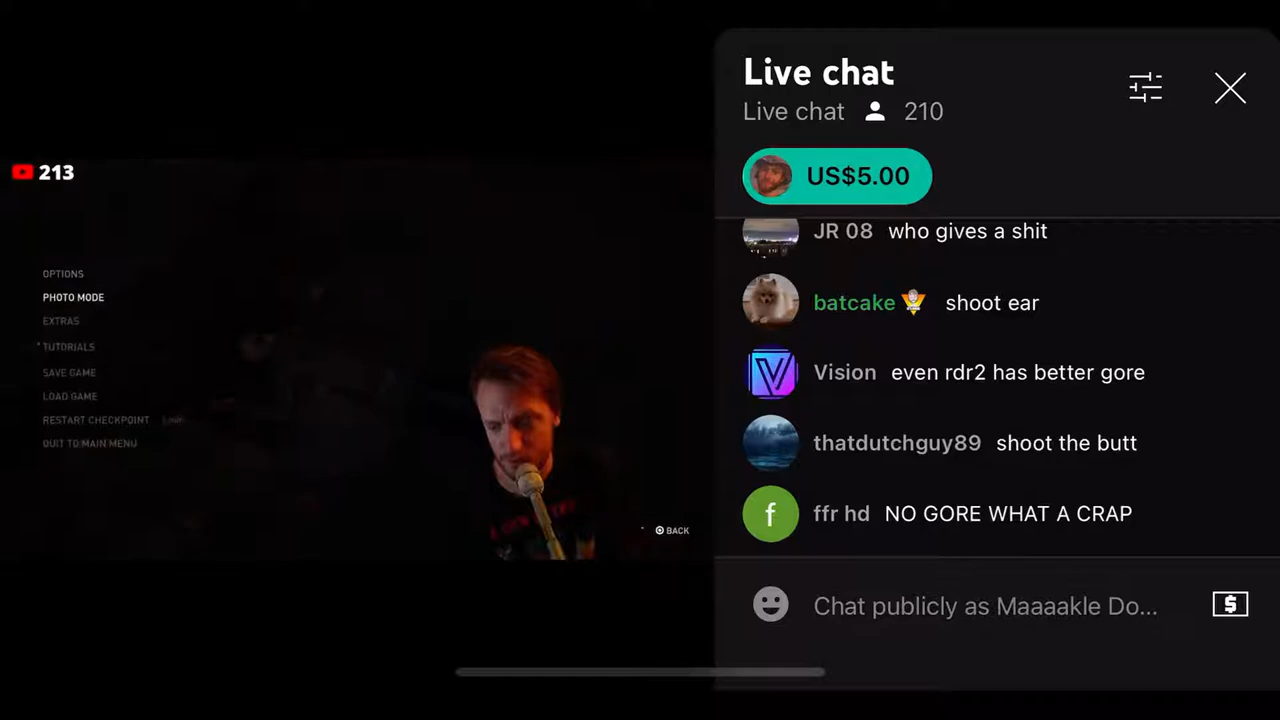 213
OPTIONS
PHOTO MODE
EXTRAS
TUTORIALS
SAVE GAME
LOAD GAME
RESTART CHECKPOINT
QUIT TO MAIN MENU
BACK
Live chat
Live chat 210
US$5.00
JR 08 who gives a shit
batcake shoot ear
Vision even rdr2 has better gore
thatdutchguy89 shoot the butt
f ffr hd NO GORE WHAT A CRAP
Chat publicly as Maaaakle Do...